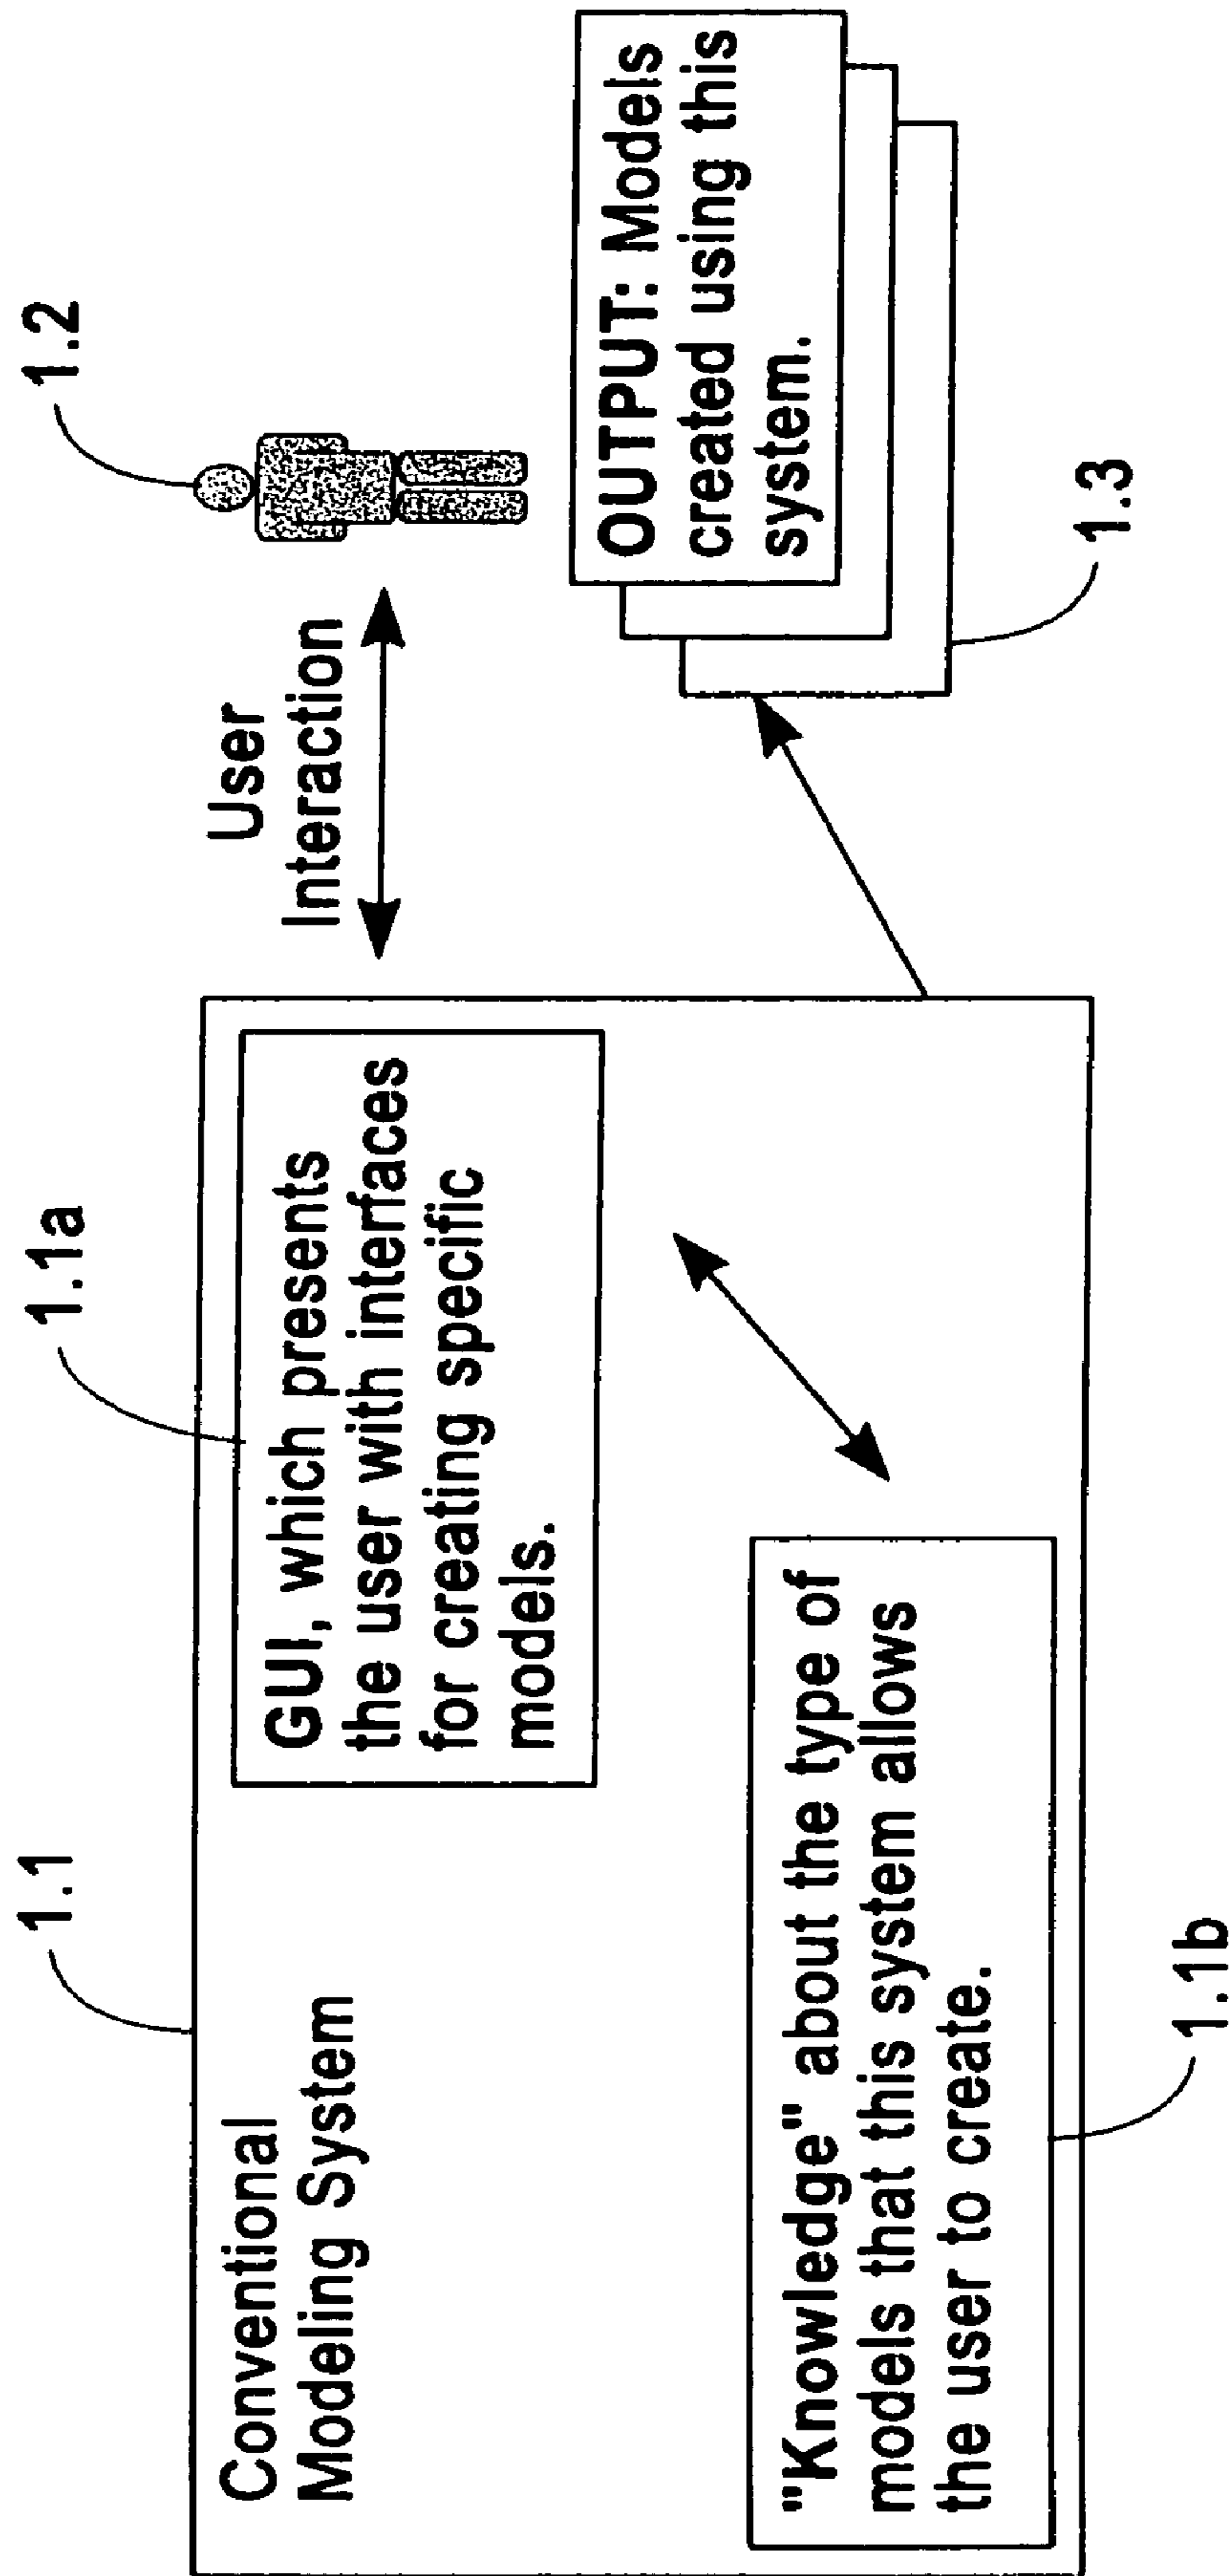 1.1
1.1a
1.2
Conventional
Modeling System
GUI, which presents
the user with interfaces
for creating specific
models.
User
Interaction
"Knowledge" about the type of
models that this system allows
the user to create.
OUTPUT: Models
created using this
system.
1.1b
1.3